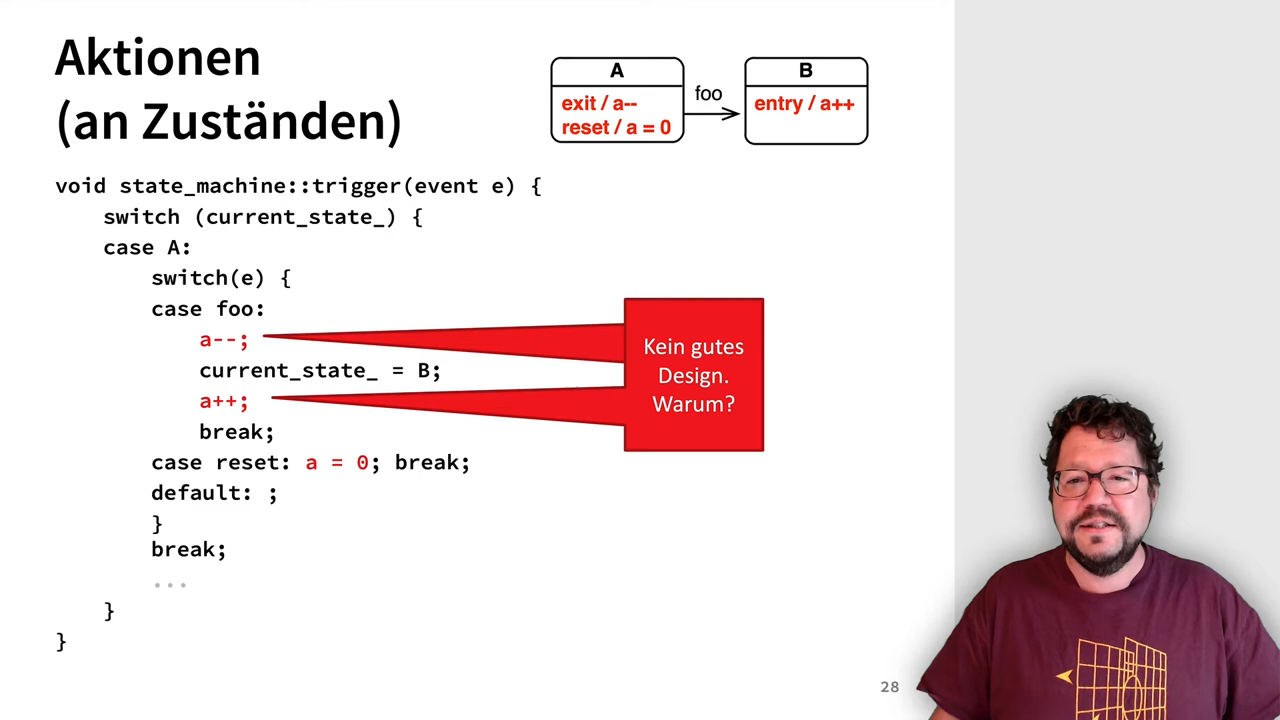 Aktionen
(an Zuständen)
A
exit / a--
reset / a = 0
foo
B
entry / a++
void state_machine::trigger(event e) {
switch (current_state_) {
case A:
switch(e) {
case foo:
a--;
current_state_ = B;
a++;
break;
case reset: a = 0; break;
default: ;
}
break;
...
}
}
Kein gutes
Design.
Warum?
28